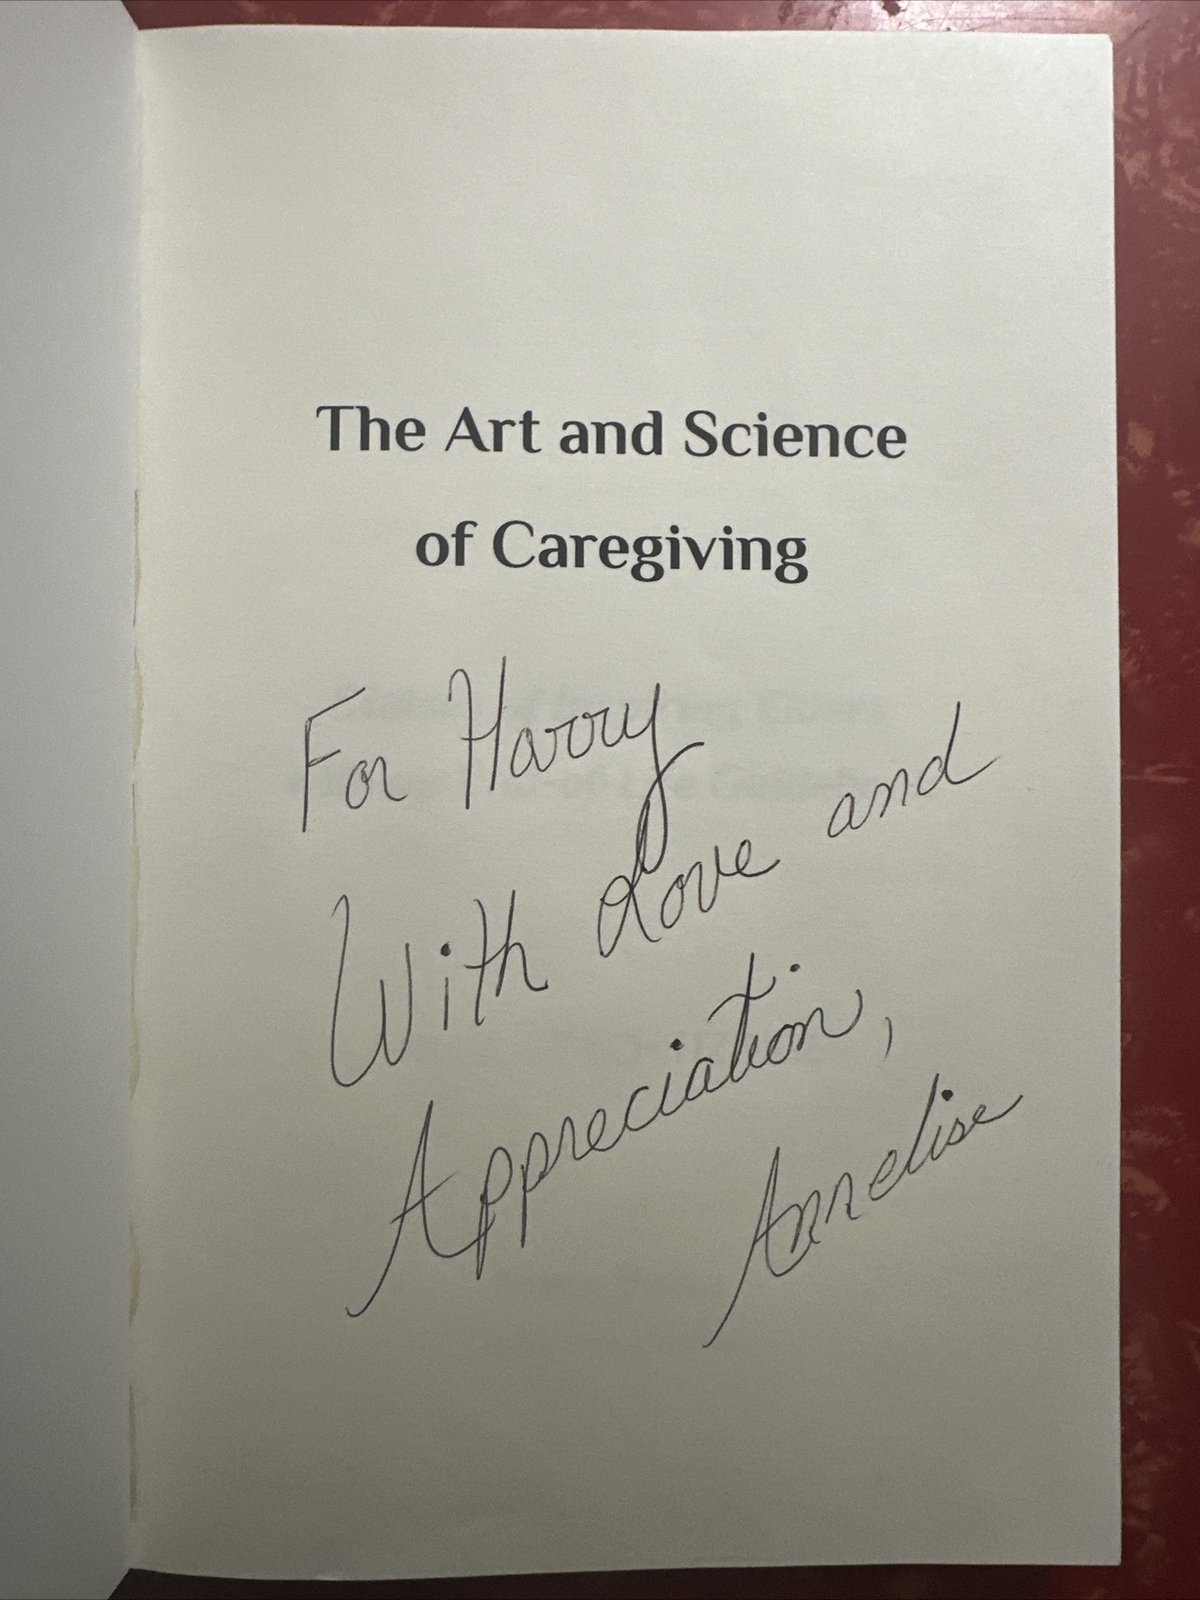 The Art and Science
of Caregiving
For Harry
With Love and
Appreciation,
Annelise